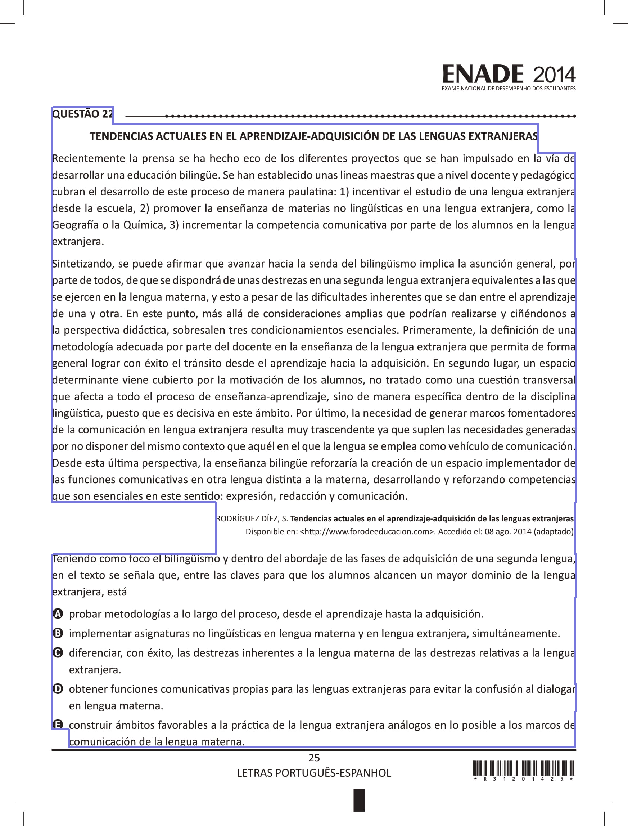 ENADE 2014
EXAME NACIONAL DE DESEMPENHO DOS ESTUDANTES
QUESTÃO 22
TENDENCIAS ACTUALES EN EL APRENDIZAJE-ADQUISICIÓN DE LAS LENGUAS EXTRANJERAS
Recientemente la prensa se ha hecho eco de los diferentes proyectos que se han impulsado en la vía de
desarrollar una educación bilingüe. Se han establecido unas líneas maestras que a nivel docente y pedagógico
cubran el desarrollo de este proceso de manera paulatina: 1) incentivar el estudio de una lengua extranjera
desde la escuela, 2) promover la enseñanza de materias no lingüísticas en una lengua extranjera, como la
Geografía o la Química, 3) incrementar la competencia comunicativa por parte de los alumnos en la lengua
extranjera.
Sintetizando, se puede afirmar que avanzar hacia la senda del bilingüismo implica la asunción general, por
parte de todos, de que se dispondrá de unas destrezas en una segunda lengua extranjera equivalentes a las que
se ejercen en la lengua materna, y esto a pesar de las dificultades inherentes que se dan entre el aprendizaje
de una y otra. En este punto, más allá de consideraciones amplias que podrían realizarse y ciñéndonos a
la perspectiva didáctica, sobresalen tres condicionamientos esenciales. Primeramente, la definición de una
metodología adecuada por parte del docente en la enseñanza de la lengua extranjera que permita de forma
general lograr con éxito el tránsito desde el aprendizaje hacia la adquisición. En segundo lugar, un espacio
determinante viene cubierto por la motivación de los alumnos, no tratado como una cuestión transversal
que afecta a todo el proceso de enseñanza-aprendizaje, sino de manera específica dentro de la disciplina
lingüística, puesto que es decisiva en este ámbito. Por último, la necesidad de generar marcos fomentadores
de la comunicación en lengua extranjera resulta muy trascendente ya que suplen las necesidades generadas
por no disponer del mismo contexto que aquél en el que la lengua se emplea como vehículo de comunicación.
Desde esta última perspectiva, la enseñanza bilingüe reforzaría la creación de un espacio implementador de
las funciones comunicativas en otra lengua distinta a la materna, desarrollando y reforzando competencias
que son esenciales en este sentido: expresión, redacción y comunicación.
RODRÍGUEZ DÍEZ, S. Tendencias actuales en el aprendizaje-adquisición de las lenguas extranjeras.
Disponible en: <http://www.forodeeducacion.com>. Accedido el: 08 ago. 2014 (adaptado).
Teniendo como foco el bilingüismo y dentro del abordaje de las fases de adquisición de una segunda lengua,
en el texto se señala que, entre las claves para que los alumnos alcancen un mayor dominio de la lengua
extranjera, está
A probar metodologías a lo largo del proceso, desde el aprendizaje hasta la adquisición.
B implementar asignaturas no lingüísticas en lengua materna y en lengua extranjera, simultáneamente.
C diferenciar, con éxito, las destrezas inherentes a la lengua materna de las destrezas relativas a la lengua
extranjera.
D obtener funciones comunicativas propias para las lenguas extranjeras para evitar la confusión al dialogar
en lengua materna.
E construir ámbitos favorables a la práctica de la lengua extranjera análogos en lo posible a los marcos de
comunicación de la lengua materna.
25
LETRAS PORTUGUÊS-ESPANHOL
*R31201425*